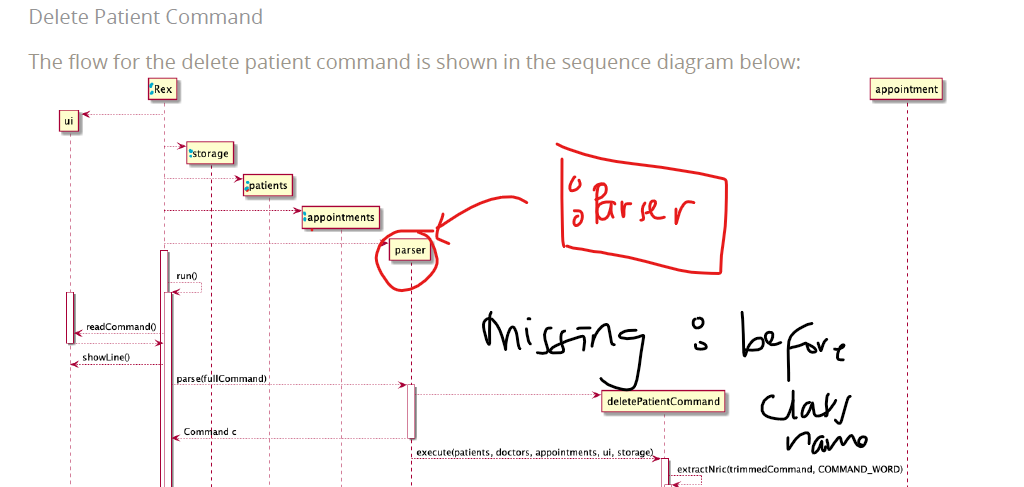 Delete Patient Command
The flow for the delete patient command is shown in the sequence diagram below:
:Rex
appointment
ui
:storage
:patients
:appointments
:Parser
parser
run()
readCommand()
missing : before
class
name
showLine()
parse(fullCommand)
deletePatientCommand
Command c
execute(patients, doctors, appointments, ui, storage)
extractNric(trimmedCommand, COMMAND_WORD)